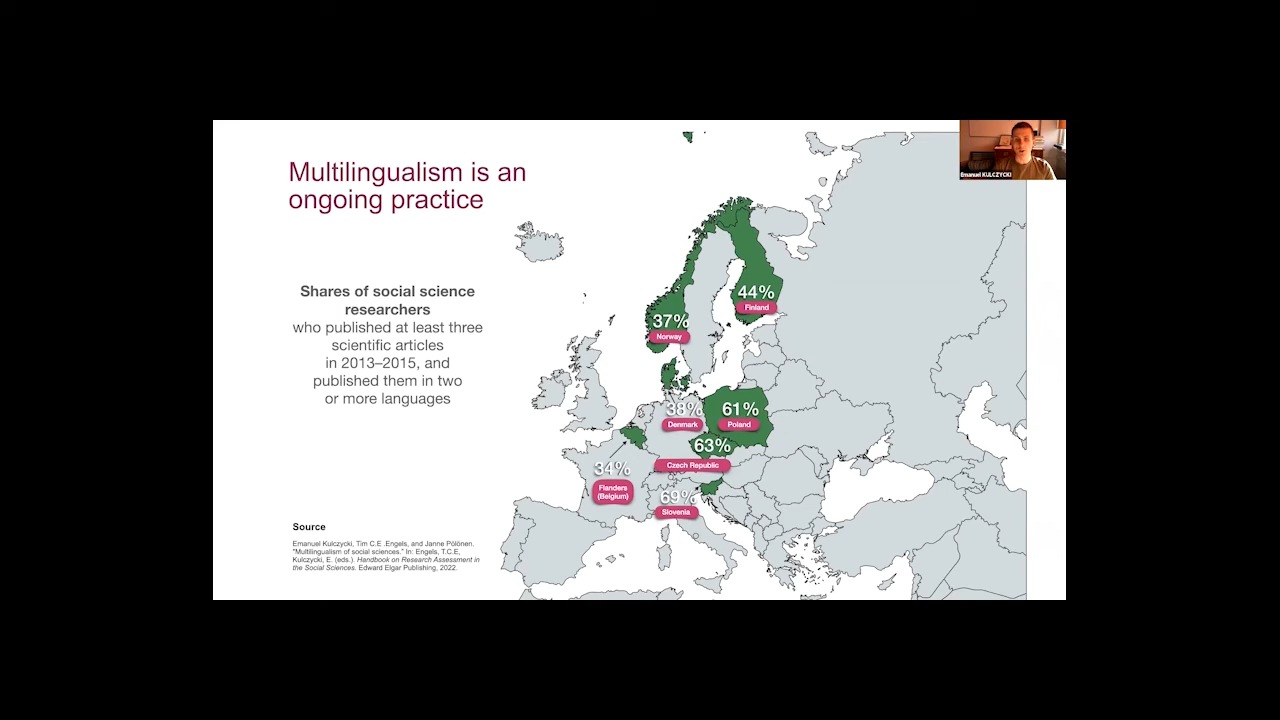 Multilingualism is an
ongoing practice
Shares of social science
researchers
who published at least three
scientific articles
in 2013–2015, and
published them in two
or more languages
Source
Emanuel Kulczycki, Tim C.E .Engels, and Janne Pölönen.
"Multilingualism of social sciences." In: Engels, T.C.E,
Kulczycki, E. (eds.). Handbook on Research Assessment in
the Social Sciences. Edward Elgar Publishing, 2022.
44%
Finland
37%
Norway
38%
Denmark
61%
Poland
63%
Czech Republic
34%
Flanders
(Belgium)
69%
Slovenia
Emanuel KULCZYCKI